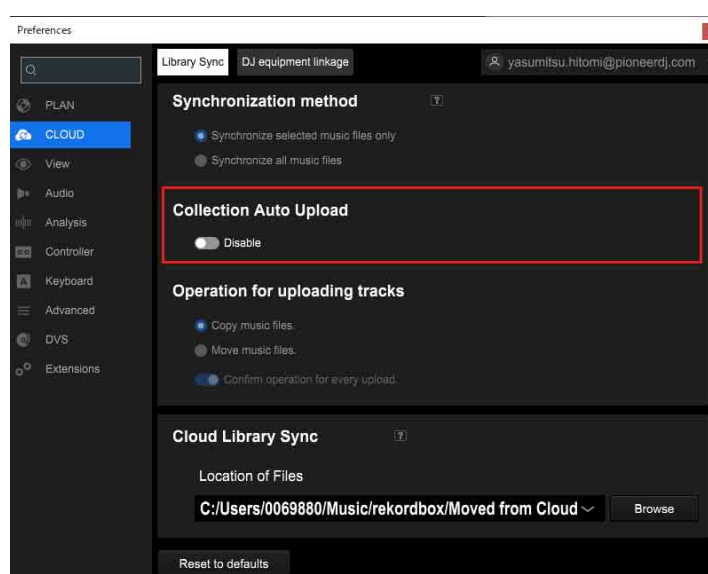 Preferences
Library Sync
DJ equipment linkage
yasumitsu.hitomi@pioneerdj.com
PLAN
CLOUD
View
Audio
Analysis
Controller
Keyboard
Advanced
DVS
Extensions
Synchronization method
?
Synchronize selected music files only
Synchronize all music files
Collection Auto Upload
Disable
Operation for uploading tracks
Copy music files.
Move music files.
Confirm operation for every upload.
Cloud Library Sync
?
Location of Files
C:/Users/0069880/Music/rekordbox/Moved from Cloud
Browse
Reset to defaults